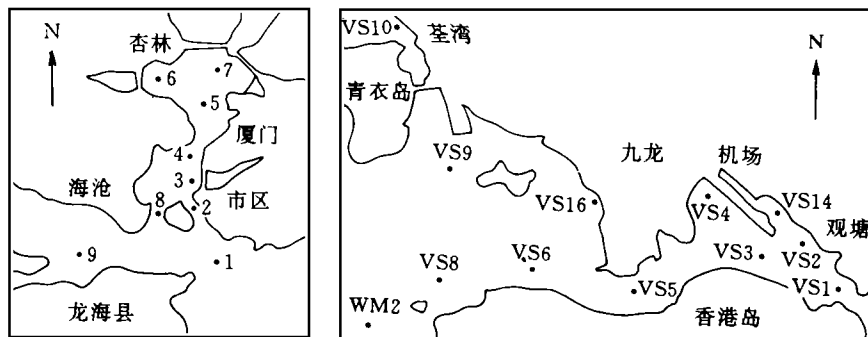 N
杏林
6
7
5
厦门
4
3
海沧
市区
8
2
9
1
龙海县
VS10
荃湾
N
青衣岛
VS9
九龙
机场
VS16
VS4
VS14
观塘
VS8
VS6
VS3
VS2
VS5
VS1
WM2
香港岛